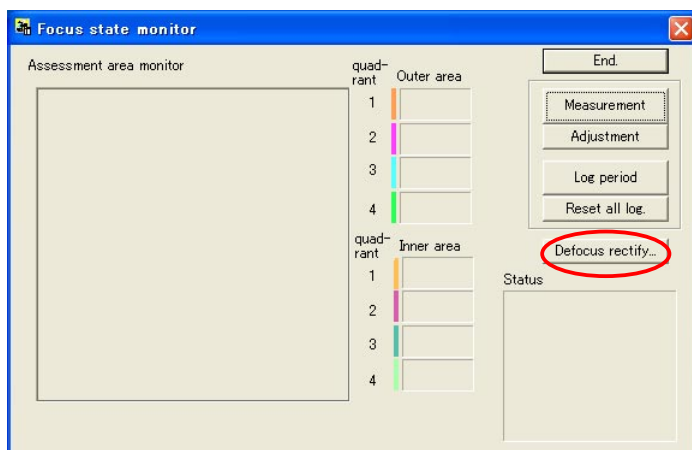 Focus state monitor
Assessment area monitor
quad-
rant
Outer area
1
2
3
4
quad-
rant
Inner area
1
2
3
4
End.
Measurement
Adjustment
Log period
Reset all log.
Defocus rectify...
Status